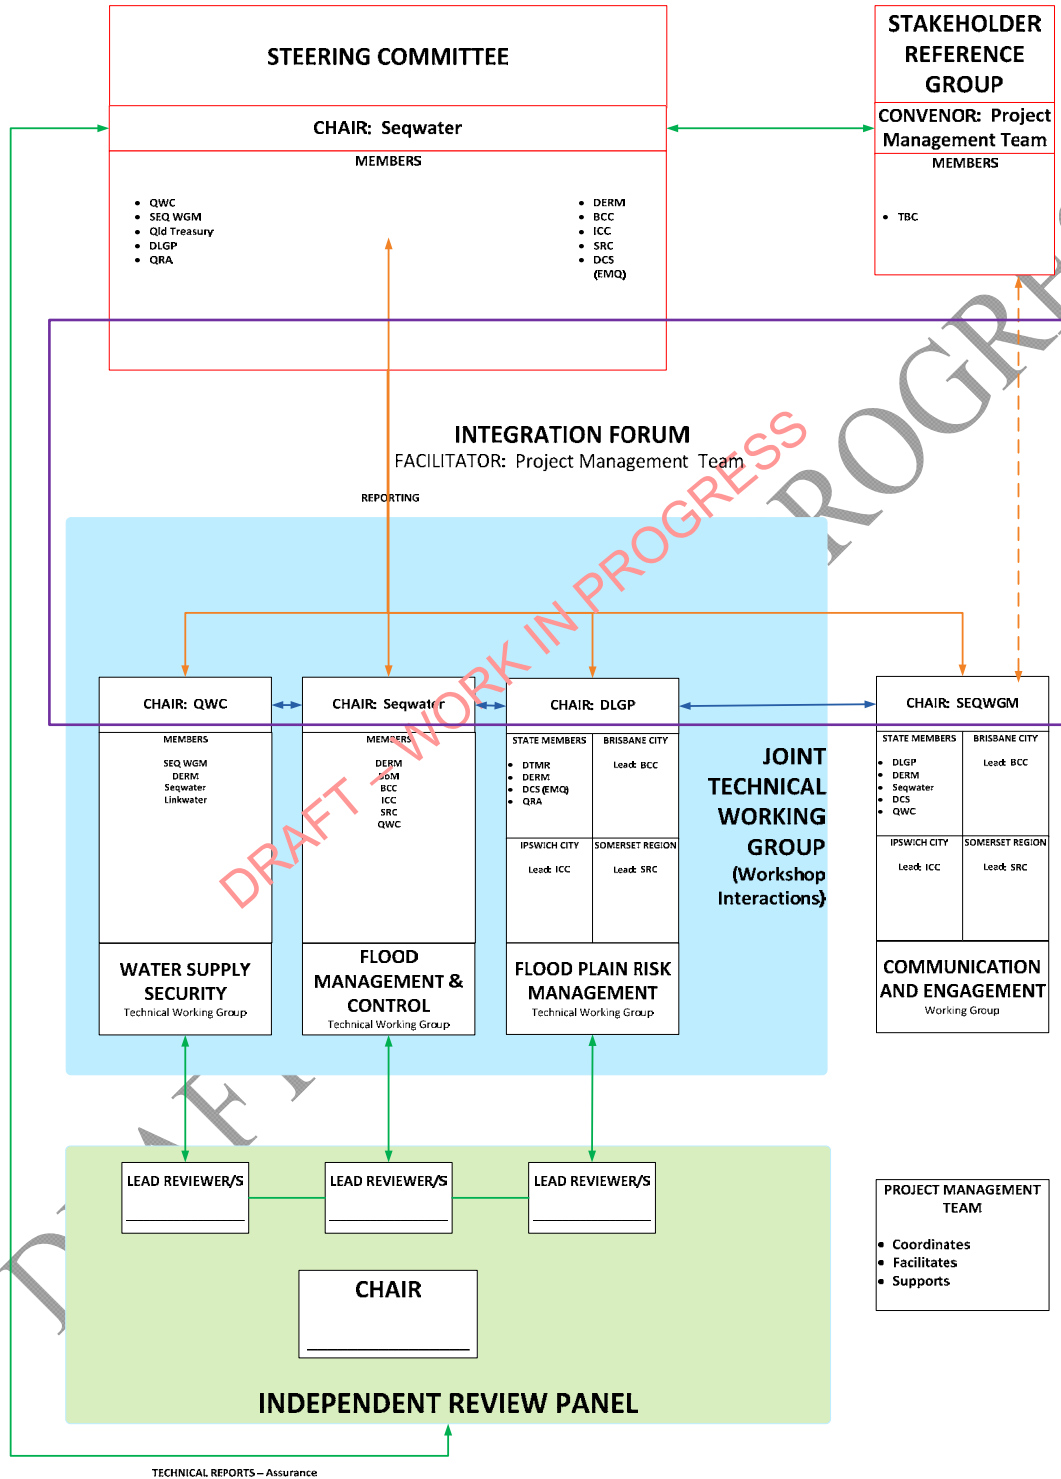 STEERING COMMITTEE
CHAIR: Seqwater
MEMBERS
• QWC
• SEQ WGM
• Qld Treasury
• DLGP
• QRA
• DERM
• BCC
• ICC
• SRC
• DCS
(EMQ)
STAKEHOLDER
REFERENCE
GROUP
CONVENOR: Project
Management Team
MEMBERS
• TBC
INTEGRATION FORUM
FACILITATOR: Project Management Team
REPORTING
DRAFT – WORK IN PROGRESS
CHAIR: QWC
MEMBERS
SEQ WGM
DERM
Seqwater
Linkwater
WATER SUPPLY
SECURITY
Technical Working Group
CHAIR: Seqwater
MEMBERS
DERM
BoM
BCC
ICC
SRC
QWC
FLOOD
MANAGEMENT &
CONTROL
Technical Working Group
CHAIR: DLGP
STATE MEMBERS
• DTMR
• DERM
• DCS (EMQ)
• QRA
BRISBANE CITY
Lead: BCC
IPSWICH CITY
Lead: ICC
SOMERSET REGION
Lead: SRC
FLOOD PLAIN RISK
MANAGEMENT
Technical Working Group
JOINT
TECHNICAL
WORKING
GROUP
(Workshop
Interactions)
CHAIR: SEQWGM
STATE MEMBERS
• DLGP
• DERM
• Seqwater
• DCS
• QWC
BRISBANE CITY
Lead: BCC
IPSWICH CITY
Lead: ICC
SOMERSET REGION
Lead: SRC
COMMUNICATION
AND ENGAGEMENT
Working Group
LEAD REVIEWER/S
LEAD REVIEWER/S
LEAD REVIEWER/S
CHAIR
INDEPENDENT REVIEW PANEL
PROJECT MANAGEMENT
TEAM
• Coordinates
• Facilitates
• Supports
TECHNICAL REPORTS – Assurance